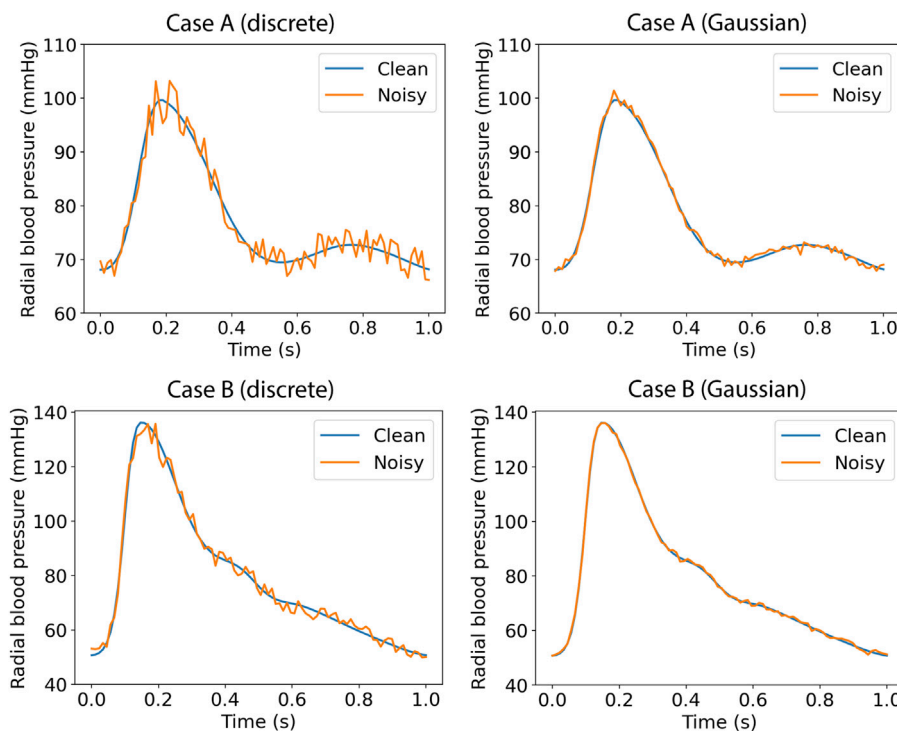 Case A (discrete)
Radial blood pressure (mmHg)
110
100
90
80
70
60
Clean
Noisy
0.0 0.2 0.4 0.6 0.8 1.0
Time (s)
Case A (Gaussian)
Radial blood pressure (mmHg)
110
100
90
80
70
60
Clean
Noisy
0.0 0.2 0.4 0.6 0.8 1.0
Time (s)
Case B (discrete)
Radial blood pressure (mmHg)
140
120
100
80
60
40
Clean
Noisy
0.0 0.2 0.4 0.6 0.8 1.0
Time (s)
Case B (Gaussian)
Radial blood pressure (mmHg)
140
120
100
80
60
40
Clean
Noisy
0.0 0.2 0.4 0.6 0.8 1.0
Time (s)